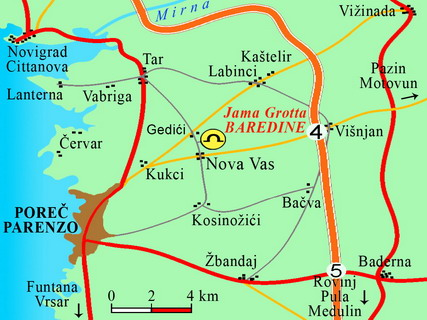 Mirna
Vižinada
Novigrad
Cittanova
Tar
Kaštelir
Labinci
Pazin
Motovun
Lanterna
Vabriga
Jama Grotta
BAREDINE
4
Gedići
Višnjan
Červar
Nova Vas
Kukci
Bačva
POREČ
PARENZO
Kosinožići
Žbandaj
Baderna
5
Funtana
Vrsar
Rovinj
Pula
Medulin
0 2 4 km